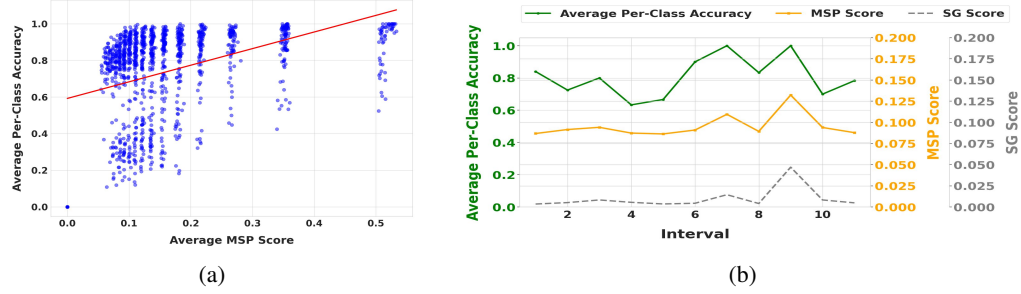 Average Per-Class Accuracy
1.0
0.8
0.6
0.4
0.2
0.0
0.0 0.1 0.2 0.3 0.4 0.5
Average MSP Score
(a)
Average Per-Class Accuracy MSP Score SG Score
Average Per-Class Accuracy
1.0
0.8
0.6
0.4
0.2
0.0
2 4 6 8 10
Interval
0.200
0.175
0.150
0.125
0.100
0.075
0.050
0.025
0.000
MSP Score
0.200
0.175
0.150
0.125
0.100
0.075
0.050
0.025
0.000
SG Score
(b)